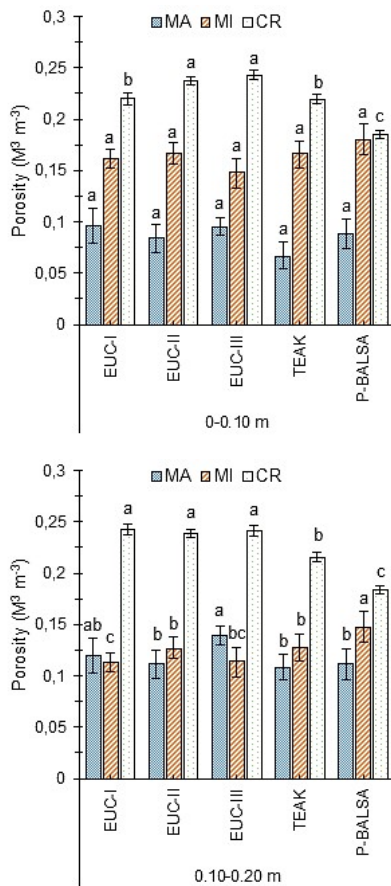 0,3
MA MI CR
0,25
0,2
0,15
0,1
0,05
0
Porosity (M³ m⁻³)
a a b
a a a
a a a
a a b
a a c
EUC-I
EUC-II
EUC-III
TEAK
P-BALSA
0-0.10 m
0,3
MA MI CR
0,25
0,2
0,15
0,1
0,05
0
Porosity (M³ m⁻³)
ab c a
b b a
a bc a
b b b
b a c
EUC-I
EUC-II
EUC-III
TEAK
P-BALSA
0.10-0.20 m